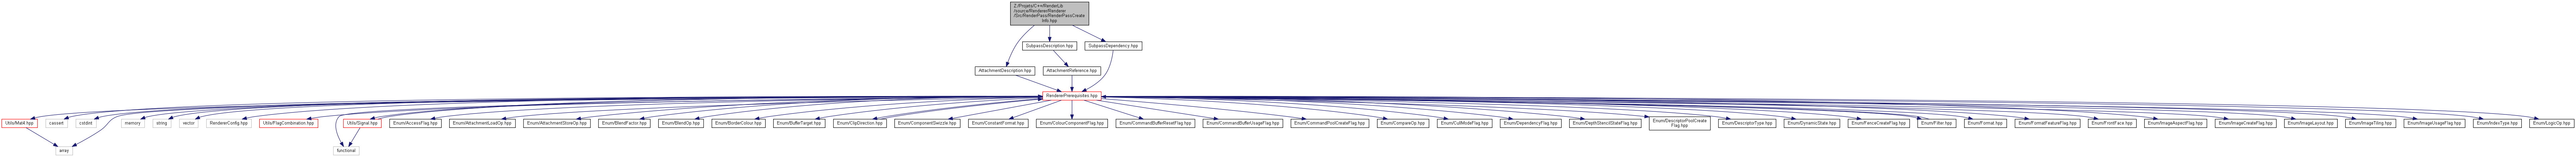 Z:/Projets/C++/RenderLib
/source/Renderer/Renderer
/Src/RenderPass/RenderPassCreate
Info.hpp
SubpassDescription.hpp
SubpassDependency.hpp
AttachmentDescription.hpp
AttachmentReference.hpp
RendererPrerequisites.hpp
Utils/Mat4.hpp
cassert
cstdint
memory
string
vector
RendererConfig.hpp
Utils/FlagCombination.hpp
Utils/Signal.hpp
Enum/AccessFlag.hpp
Enum/AttachmentLoadOp.hpp
Enum/AttachmentStoreOp.hpp
Enum/BlendFactor.hpp
Enum/BlendOp.hpp
Enum/BorderColour.hpp
Enum/BufferTarget.hpp
Enum/ClipDirection.hpp
Enum/ComponentSwizzle.hpp
Enum/ConstantFormat.hpp
Enum/ColourComponentFlag.hpp
Enum/CommandBufferResetFlag.hpp
Enum/CommandBufferUsageFlag.hpp
Enum/CommandPoolCreateFlag.hpp
Enum/CompareOp.hpp
Enum/CullModeFlag.hpp
Enum/DependencyFlag.hpp
Enum/DepthStencilStateFlag.hpp
Enum/DescriptorPoolCreate
Flag.hpp
Enum/DescriptorType.hpp
Enum/DynamicState.hpp
Enum/FenceCreateFlag.hpp
Enum/Filter.hpp
Enum/Format.hpp
Enum/FormatFeatureFlag.hpp
Enum/FrontFace.hpp
Enum/ImageAspectFlag.hpp
Enum/ImageCreateFlag.hpp
Enum/ImageLayout.hpp
Enum/ImageTiling.hpp
Enum/ImageUsageFlag.hpp
Enum/IndexType.hpp
Enum/LogicOp.hpp
array
functional